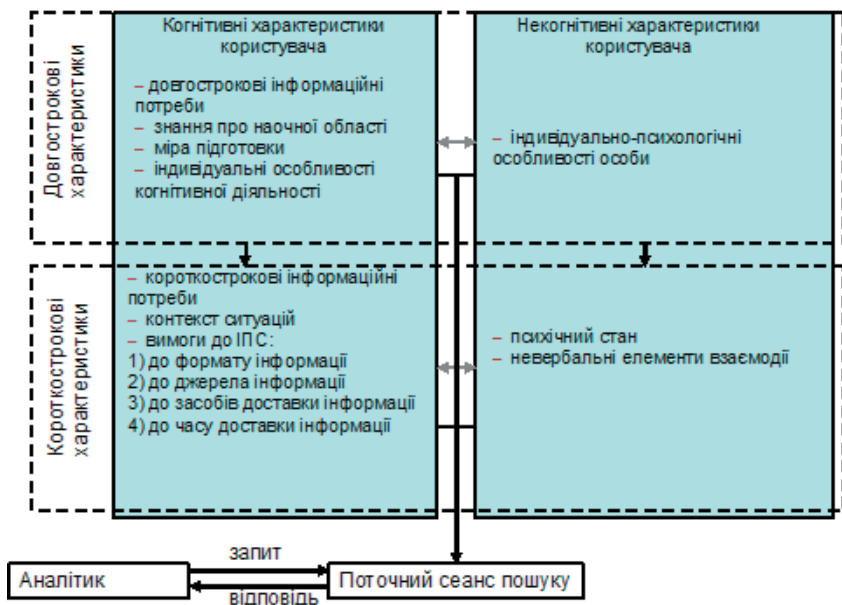 Довгострокові
характеристики
Когнітивні характеристики
користувача
– довгострокові інформаційні
потреби
– знання про наочної області
– міра підготовки
– індивідуальні особливості
когнітивної діяльності
Некогнітивні характеристики
користувача
– індивідуально-психологічні
особливості особи
Короткострокові
характеристики
– короткострокові інформаційні
потреби
– контекст ситуацій
– вимоги до ІПС:
1) до формату інформації
2) до джерела інформації
3) до засобів доставки інформації
4) до часу доставки інформації
– психічний стан
– невербальні елементи взаємодії
Аналітик
запит
відповідь
Поточний сеанс пошуку